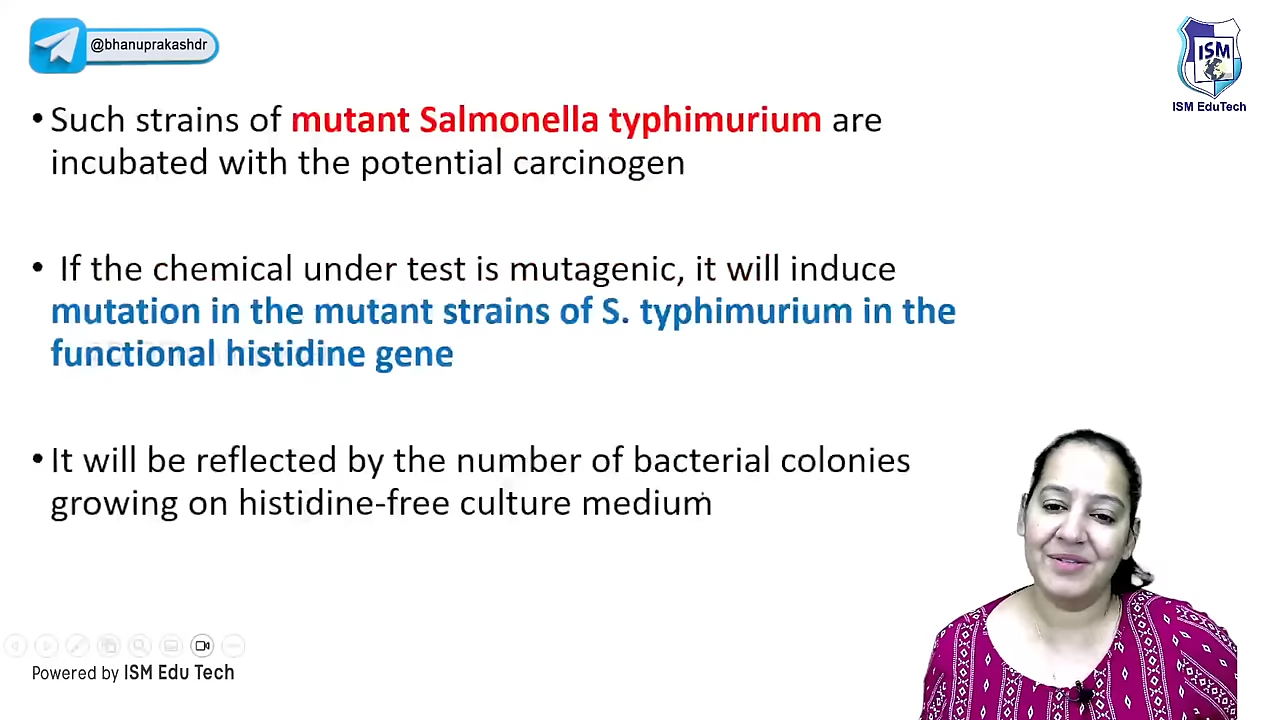 @bhanuprakashdr
ISM
ISM EduTech
•Such strains of mutant Salmonella typhimurium are
incubated with the potential carcinogen
• If the chemical under test is mutagenic, it will induce
mutation in the mutant strains of S. typhimurium in the
functional histidine gene
•It will be reflected by the number of bacterial colonies
growing on histidine-free culture medium
Powered by ISM Edu Tech